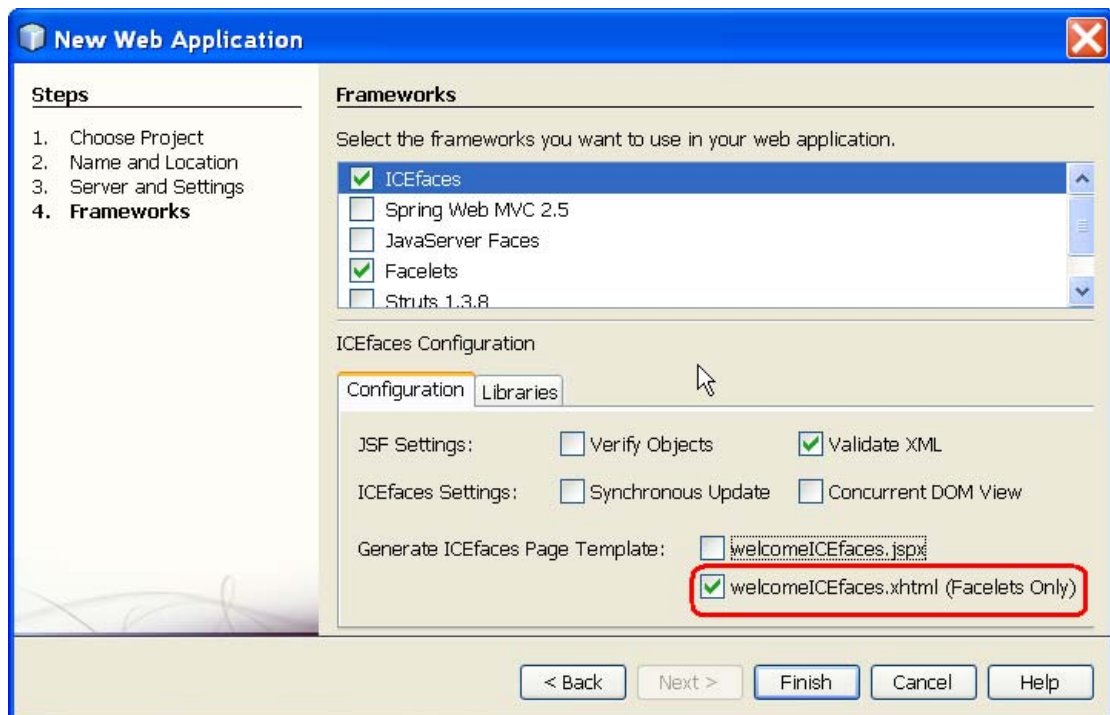 New Web Application
Steps
1. Choose Project
2. Name and Location
3. Server and Settings
4. Frameworks
Frameworks
Select the frameworks you want to use in your web application.
ICEfaces
Spring Web MVC 2.5
JavaServer Faces
Facelets
Struts 1.3.8
ICEfaces Configuration
Configuration Libraries
JSF Settings: Verify Objects Validate XML
ICEfaces Settings: Synchronous Update Concurrent DOM View
Generate ICEfaces Page Template: welcomeICEfaces.jspx
welcomeICEfaces.xhtml (Facelets Only)
< Back Next > Finish Cancel Help